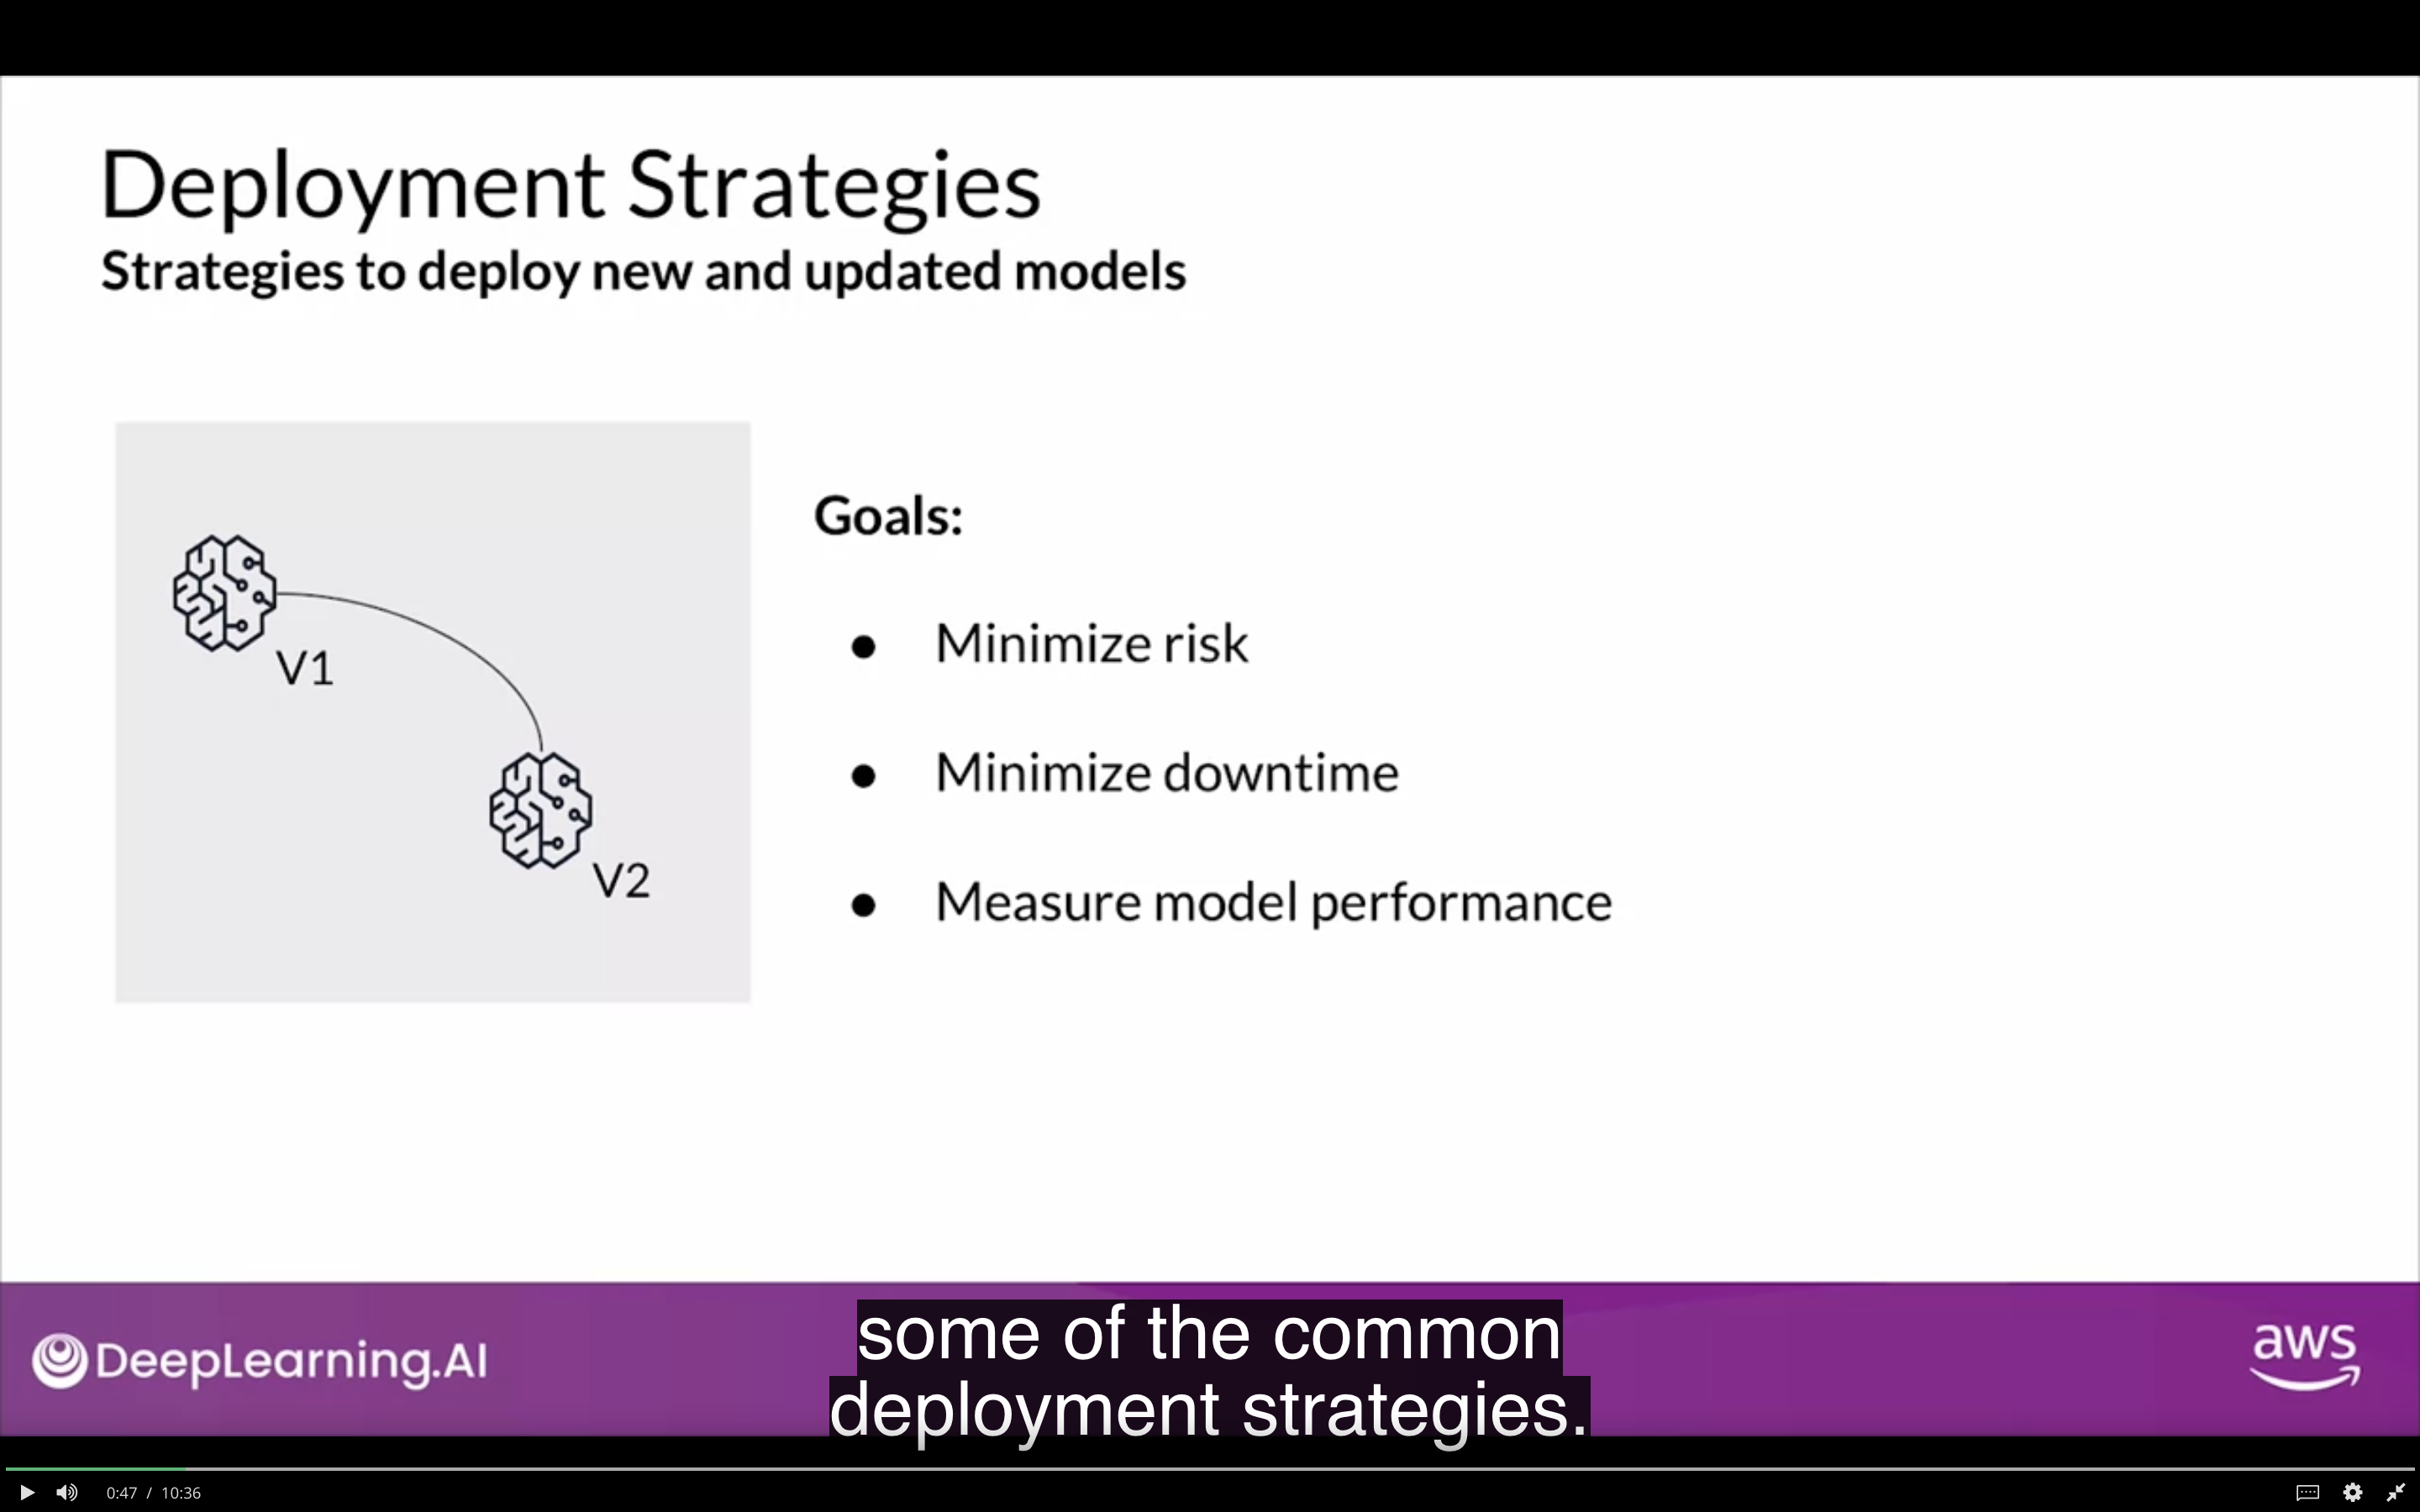 Deployment Strategies
Strategies to deploy new and updated models
V1
V2
Goals:
● Minimize risk
● Minimize downtime
● Measure model performance
DeepLearning.AI
some of the common
deployment strategies.
aws
0:47 / 10:36